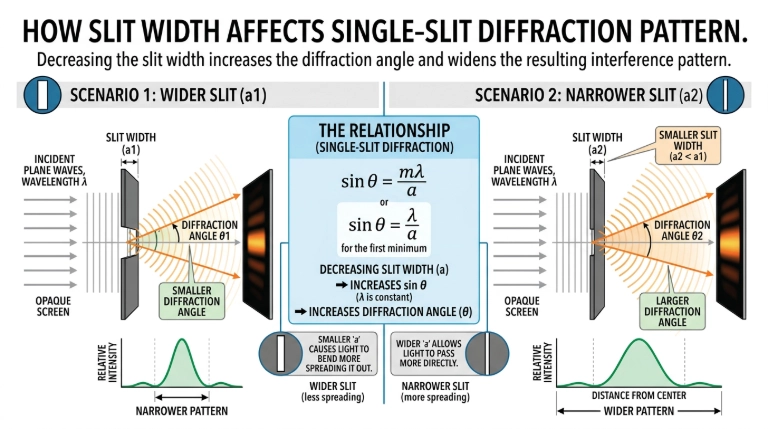 HOW SLIT WIDTH AFFECTS SINGLE-SLIT DIFFRACTION PATTERN.
Decreasing the slit width increases the diffraction angle and widens the resulting interference pattern.
SCENARIO 1: WIDER SLIT (a1)
SLIT WIDTH
(a1)
INCIDENT
PLANE WAVES,
WAVELENGTH λ
DIFFRACTION
ANGLE θ1
SMALLER
DIFFRACTION
ANGLE
OPAQUE
SCREEN
RELATIVE
INTENSITY
NARROWER PATTERN
THE RELATIONSHIP
(SINGLE-SLIT DIFFRACTION)
sin θ = mλ/a
or
sin θ = λ/a
for the first minimum
DECREASING SLIT WIDTH (a)
➞ INCREASES sin θ
(λ is constant)
➞ INCREASES DIFFRACTION ANGLE (θ)
SMALLER 'a'
CAUSES LIGHT TO
BEND MORE
SPREADING IT OUT.
WIDER SLIT
(less spreading)
WIDER 'a' ALLOWS
LIGHT TO PASS
MORE DIRECTLY.
NARROW SLIT
(more spreading)
SCENARIO 2: NARROWER SLIT (a2)
SLIT WIDTH
(a2)
SMALLER SLIT
WIDTH
(a2 < a1)
INCIDENT
PLANE WAVES,
WAVELENGTH λ
DIFFRACTION
ANGLE θ2
LARGER
DIFFRACTION
ANGLE
OPAQUE
SCREEN
RELATIVE
INTENSITY
DISTANCE FROM CENTER
WIDER PATTERN